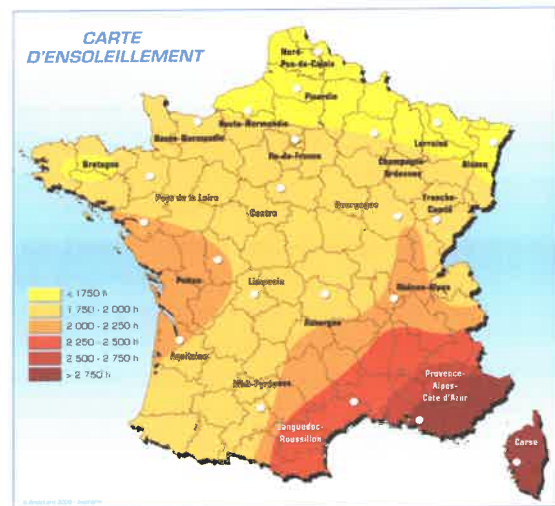 CARTE
D'ENSOLEILLEMENT
Nord-
Pas-de-Calais
Picardie
Haute-Normandie
Basse-Normandie
Ile-de-France
Champagne-
Ardenne
Lorraine
Alsace
Bretagne
Pays de la Loire
Centre
Bourgogne
Franche-
Comté
Poitou
Limousin
Auvergne
Rhône-Alpes
Aquitaine
Midi-Pyrénées
Languedoc-
Roussillon
Provence-
Alpes-
Côte d'Azur
Corse
< 1750 h
1 750 - 2 000 h
2 000 - 2 250 h
2 250 - 2 500 h
2 500 - 2 750 h
> 2 750 h